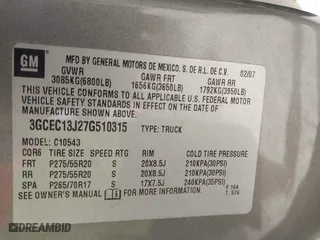 GM
MFD BY GENERAL MOTORS DE MEXICO, S. DE R.L. DE C.V. 02/07
GVWR GAWR FRT GAWR RR
3085KG(6800LB) 1656KG(3650LB) 1792KG(3950LB)
THIS VEHICLE CONFORMS TO ALL APPLICABLE U.S. FEDERAL MOTOR
VEHICLE SAFETY STANDARDS IN EFFECT ON THE DATE OF
MANUFACTURE SHOWN ABOVE.
3GCEC13J27G510315 TYPE: TRUCK
MODEL: C10543
CQR6 TIRE SIZE SPEED RTG RIM COLD TIRE PRESSURE
FRT P275/55R20 S 20X8.5J 210KPA(30PSI)
RR P275/55R20 S 20X8.5J 210KPA(30PSI)
SPA P265/70R17 S 17X7.5J 240KPA(35PSI)
SEE OWNER'S MANUAL FOR ADDITIONAL INFORMATION.
F 144
T 576
DREAMBID